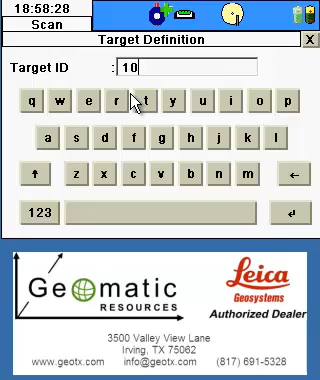 18:58:28
Scan
Target Definition X
Target ID : 10
q w e r t y u i o p
a s d f g h j k l
↑ z x c v b n m ←
123 ↵
Geomatic
RESOURCES
Leica
Geosystems
Authorized Dealer
3500 Valley View Lane
Irving, TX 75062
www.geotx.com info@geotx.com (817) 691-5328